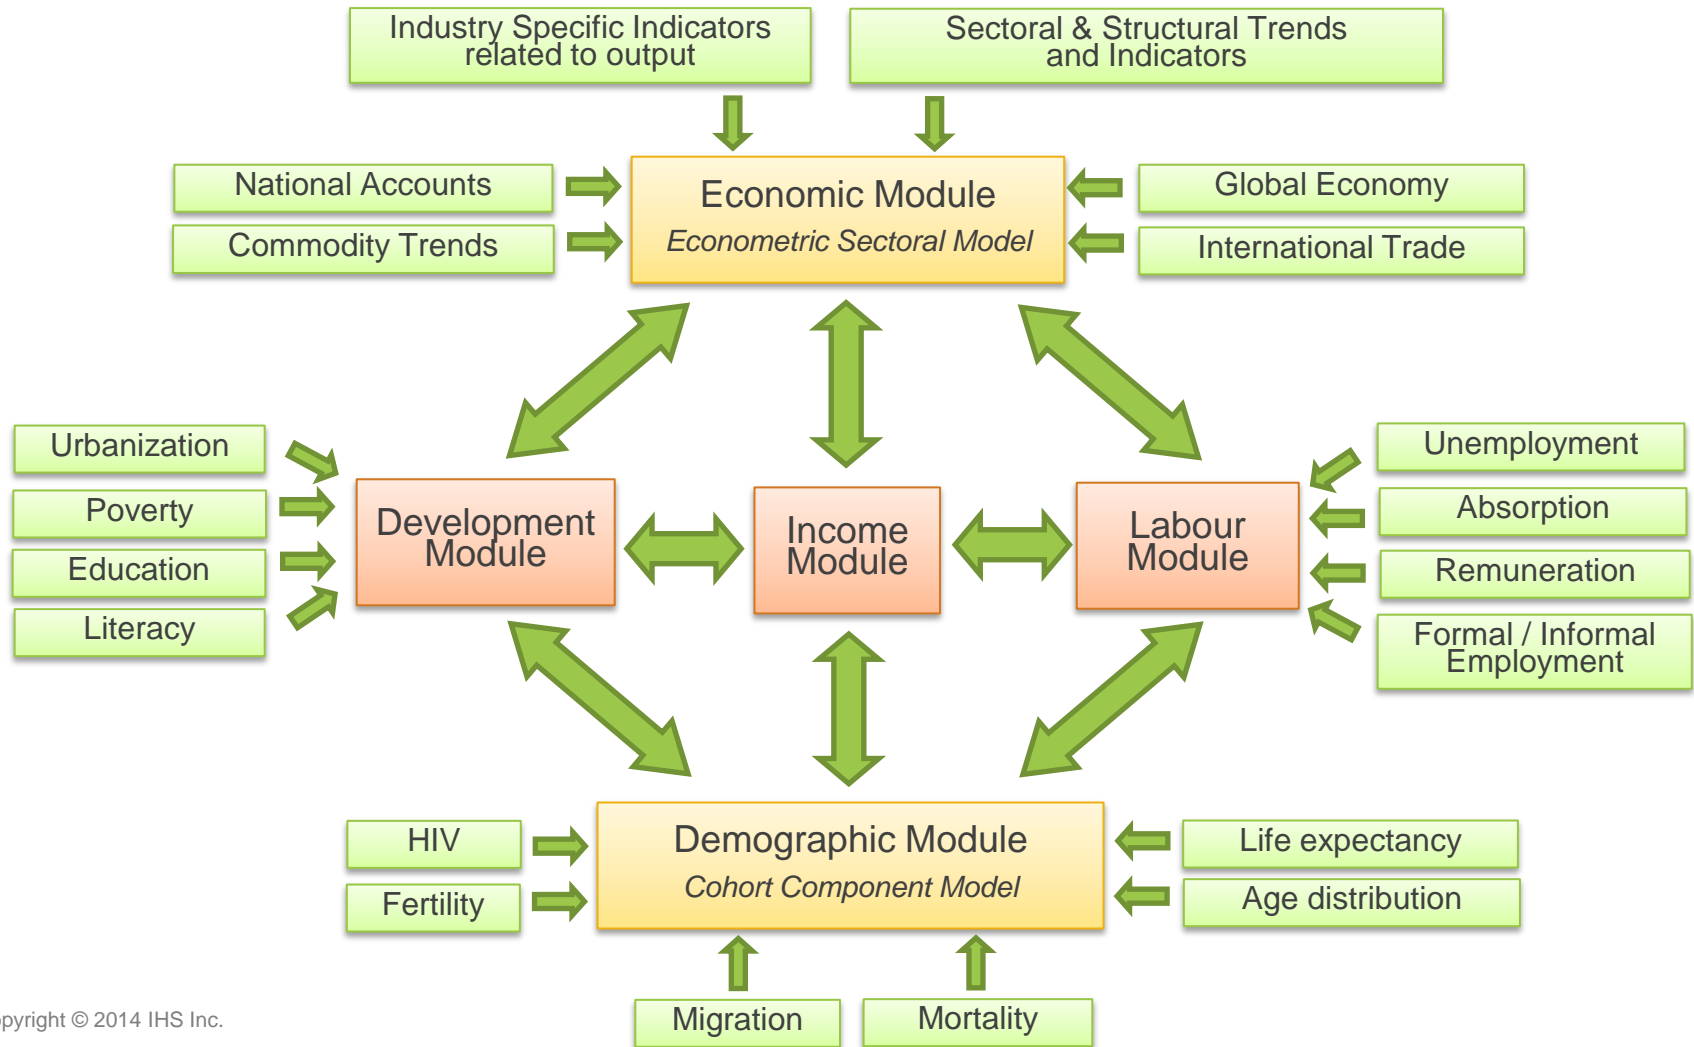 Industry Specific Indicators
related to output
Sectoral & Structural Trends
and Indicators
National Accounts
Commodity Trends
Economic Module
Econometric Sectoral Model
Global Economy
International Trade
Urbanization
Poverty
Education
Literacy
Development
Module
Income
Module
Labour
Module
Unemployment
Absorption
Remuneration
Formal / Informal
Employment
HIV
Fertility
Demographic Module
Cohort Component Model
Life expectancy
Age distribution
Migration
Mortality
opyright © 2014 IHS Inc.